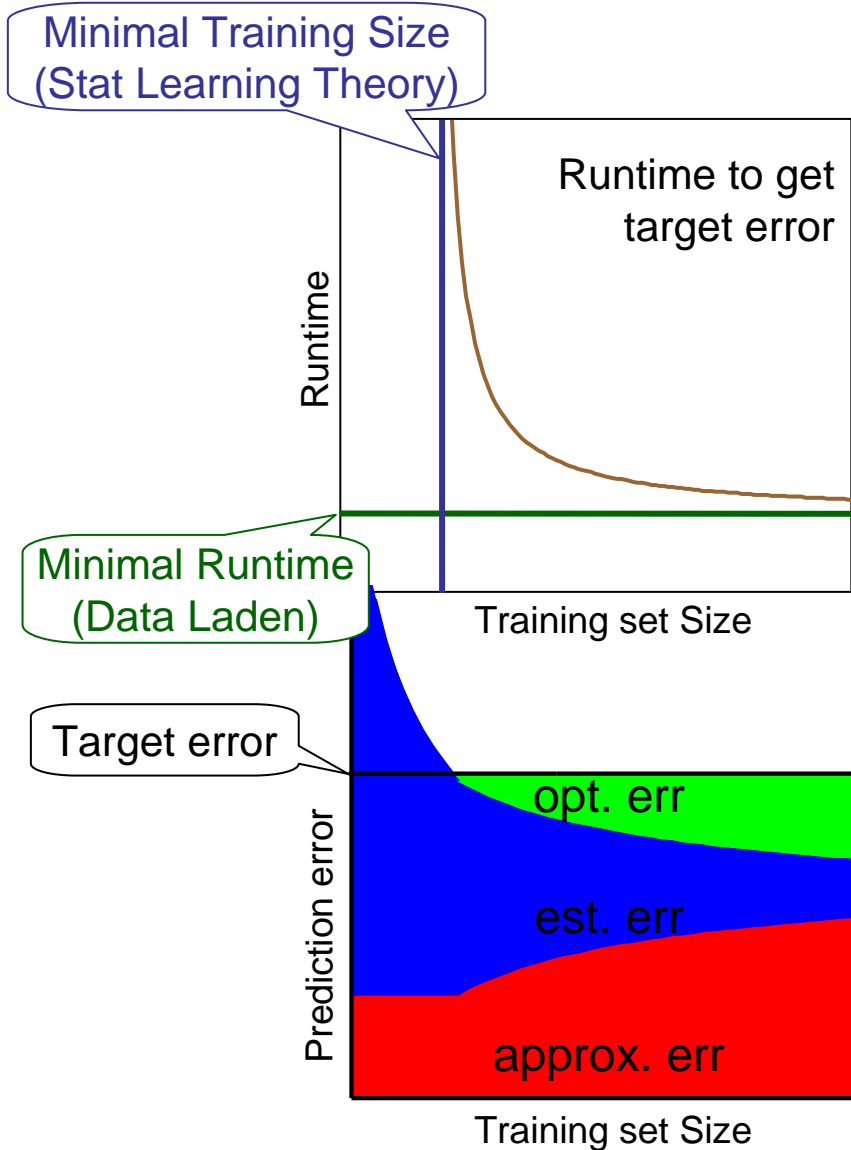 Minimal Training Size
(Stat Learning Theory)
Runtime to get
target error
Runtime
Minimal Runtime
(Data Laden)
Training set Size
Target error
opt. err
est. err
approx. err
Prediction error
Training set Size